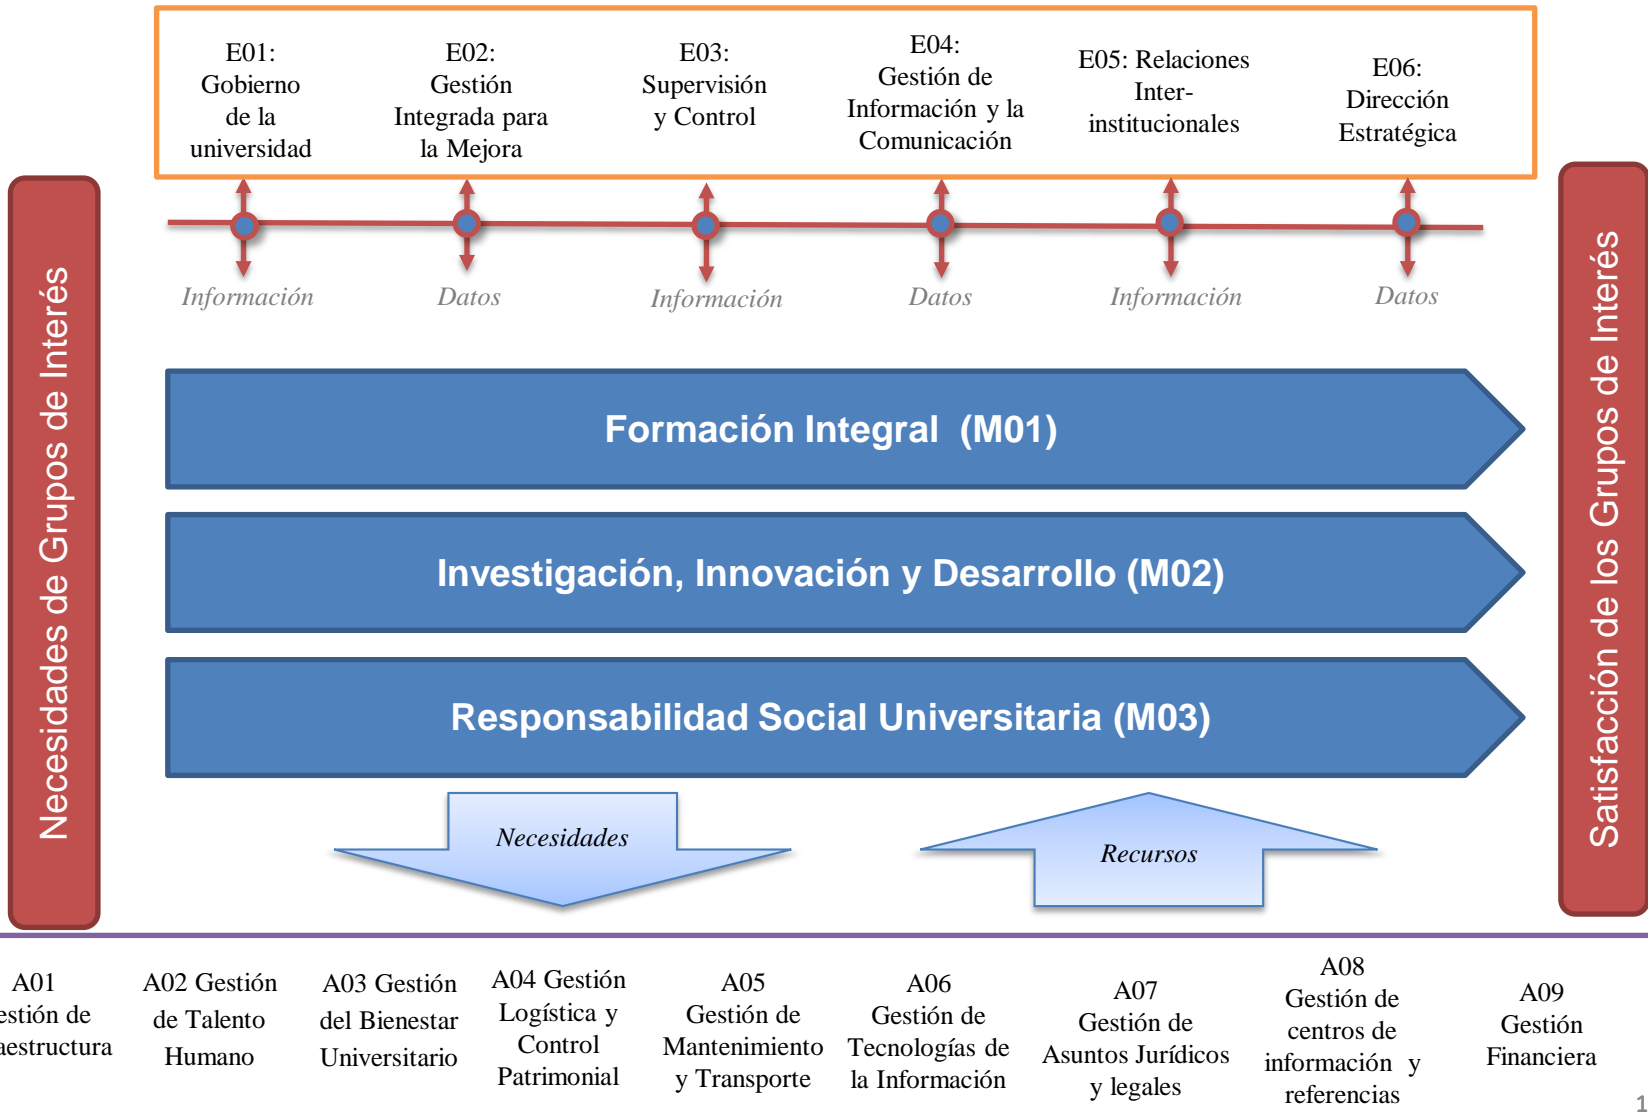 E01:
Gobierno
de la
universidad
E02:
Gestión
Integrada para
la Mejora
E03:
Supervisión
y Control
E04:
Gestión de
Información y la
Comunicación
E05: Relaciones
Inter-
institucionales
E06:
Dirección
Estratégica
Información
Datos
Información
Datos
Información
Datos
Necesidades de Grupos de Interés
Formación Integral (M01)
Investigación, Innovación y Desarrollo (M02)
Responsabilidad Social Universitaria (M03)
Satisfacción de los Grupos de Interés
Necesidades
Recursos
A01
estión de
aestructura
A02 Gestión
de Talento
Humano
A03 Gestión
del Bienestar
Universitario
A04 Gestión
Logística y
Control
Patrimonial
A05
Gestión de
Mantenimiento
y Transporte
A06
Gestión de
Tecnologías de
la Información
A07
Gestión de
Asuntos Jurídicos
y legales
A08
Gestión de
centros de
información y
referencias
A09
Gestión
Financiera
1